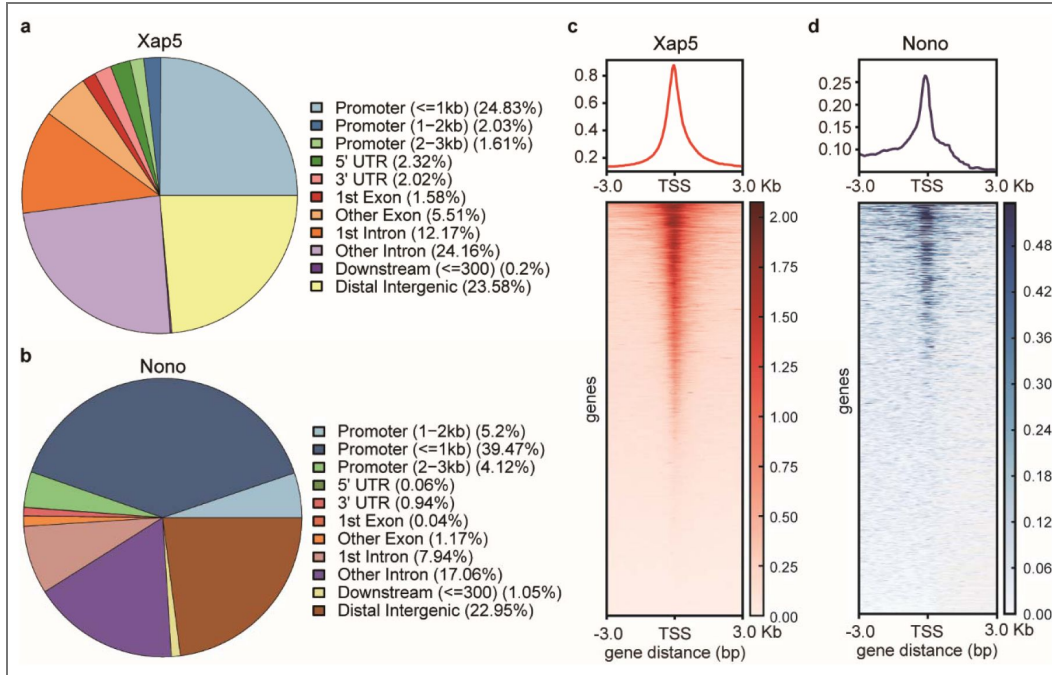 a
Xap5
Promoter (<=1kb) (24.83%)
Promoter (1−2kb) (2.03%)
Promoter (2−3kb) (1.61%)
5' UTR (2.32%)
3' UTR (2.02%)
1st Exon (1.58%)
Other Exon (5.51%)
1st Intron (12.17%)
Other Intron (24.16%)
Downstream (<=300) (0.2%)
Distal Intergenic (23.58%)
b
Nono
Promoter (1−2kb) (5.2%)
Promoter (<=1kb) (39.47%)
Promoter (2−3kb) (4.12%)
5' UTR (0.06%)
3' UTR (0.94%)
1st Exon (0.04%)
Other Exon (1.17%)
1st Intron (7.94%)
Other Intron (17.06%)
Downstream (<=300) (1.05%)
Distal Intergenic (22.95%)
c
Xap5
0.8
0.6
0.4
0.2
-3.0 TSS 3.0 Kb
2.00
1.75
1.50
1.25
1.00
0.75
0.50
0.25
0.00
genes
-3.0 TSS 3.0 Kb
gene distance (bp)
d
Nono
0.25
0.20
0.15
0.10
-3.0 TSS 3.0 Kb
0.48
0.42
0.36
0.30
0.24
0.18
0.12
0.06
0.00
genes
-3.0 TSS 3.0 Kb
gene distance (bp)